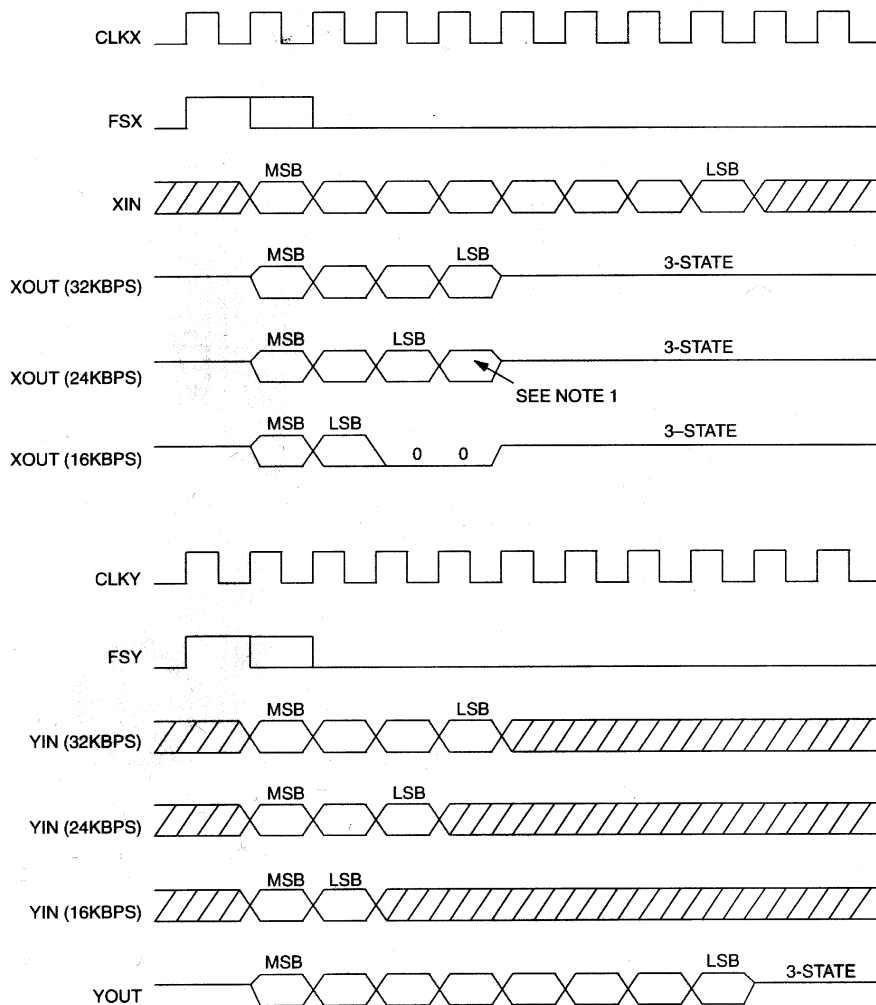 CLKX
FSX
MSB LSB
XIN
MSB LSB 3-STATE
XOUT (32KBPS)
MSB LSB 3-STATE
XOUT (24KBPS)
SEE NOTE 1
MSB LSB 3–STATE
0 0
XOUT (16KBPS)
CLKY
FSY
MSB LSB
YIN (32KBPS)
MSB LSB
YIN (24KBPS)
MSB LSB
YIN (16KBPS)
MSB LSB 3-STATE
YOUT